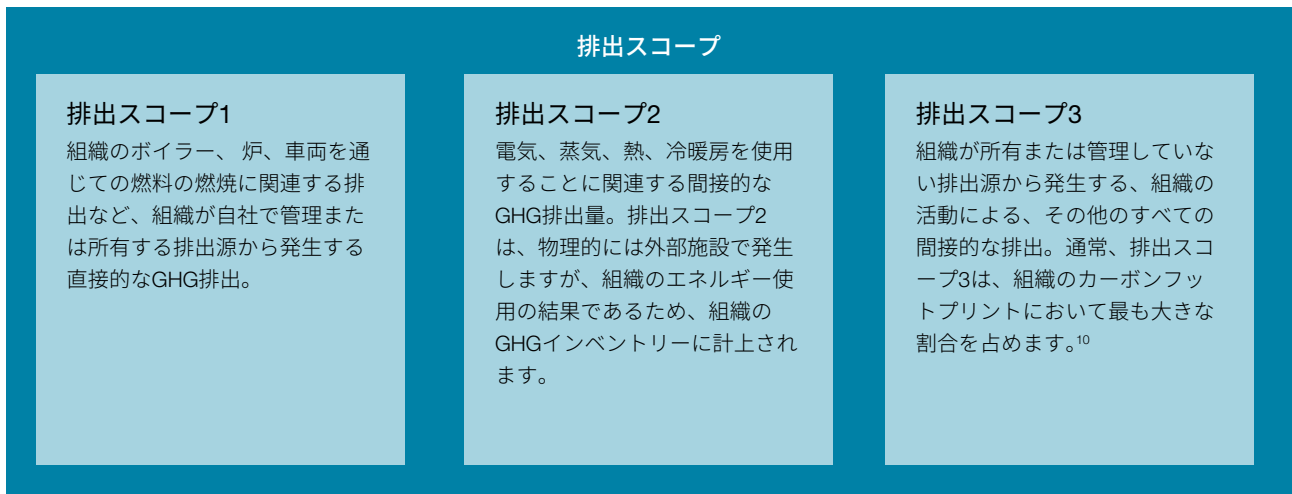 排出スコープ
排出スコープ1
組織のボイラー、 炉、車両を通
じての燃料の燃焼に関連する排
出など、組織が自社で管理また
は所有する排出源から発生する
直接的なGHG排出。
排出スコープ2
電気、蒸気、熱、冷暖房を使用
することに関連する間接的な
GHG排出量。排出スコープ2
は、物理的には外部施設で発生
しますが、組織のエネルギー使
用の結果であるため、組織の
GHGインベントリーに計上され
ます。
排出スコープ3
組織が所有または管理していな
い排出源から発生する、組織の
活動による、その他のすべての
間接的な排出。通常、排出スコ
ープ3は、組織のカーボンフッ
トプリントにおいて最も大きな
割合を占めます。¹⁰